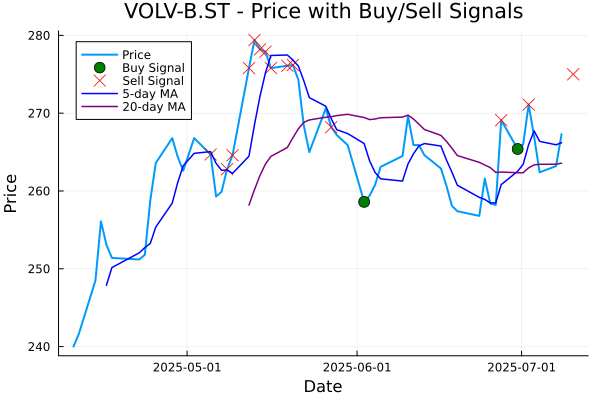 VOLV-B.ST - Price with Buy/Sell Signals
280
270
260
250
240
Price
Price
Buy Signal
Sell Signal
5-day MA
20-day MA
2025-05-01
2025-06-01
2025-07-01
Date